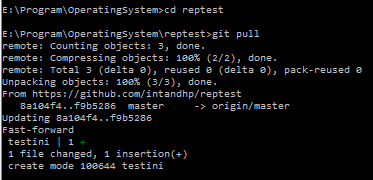 E:\Program\OperatingSystem>cd reptest
E:\Program\OperatingSystem\reptest>git pull
remote: Counting objects: 3, done.
remote: Compressing objects: 100% (2/2), done.
remote: Total 3 (delta 0), reused 0 (delta 0), pack-reused 0
Unpacking objects: 100% (3/3), done.
From https://github.com/intandhp/reptest
   8a104f4..f9b5286  master     -> origin/master
Updating 8a104f4..f9b5286
Fast-forward
 testini | 1 +
 1 file changed, 1 insertion(+)
 create mode 100644 testini